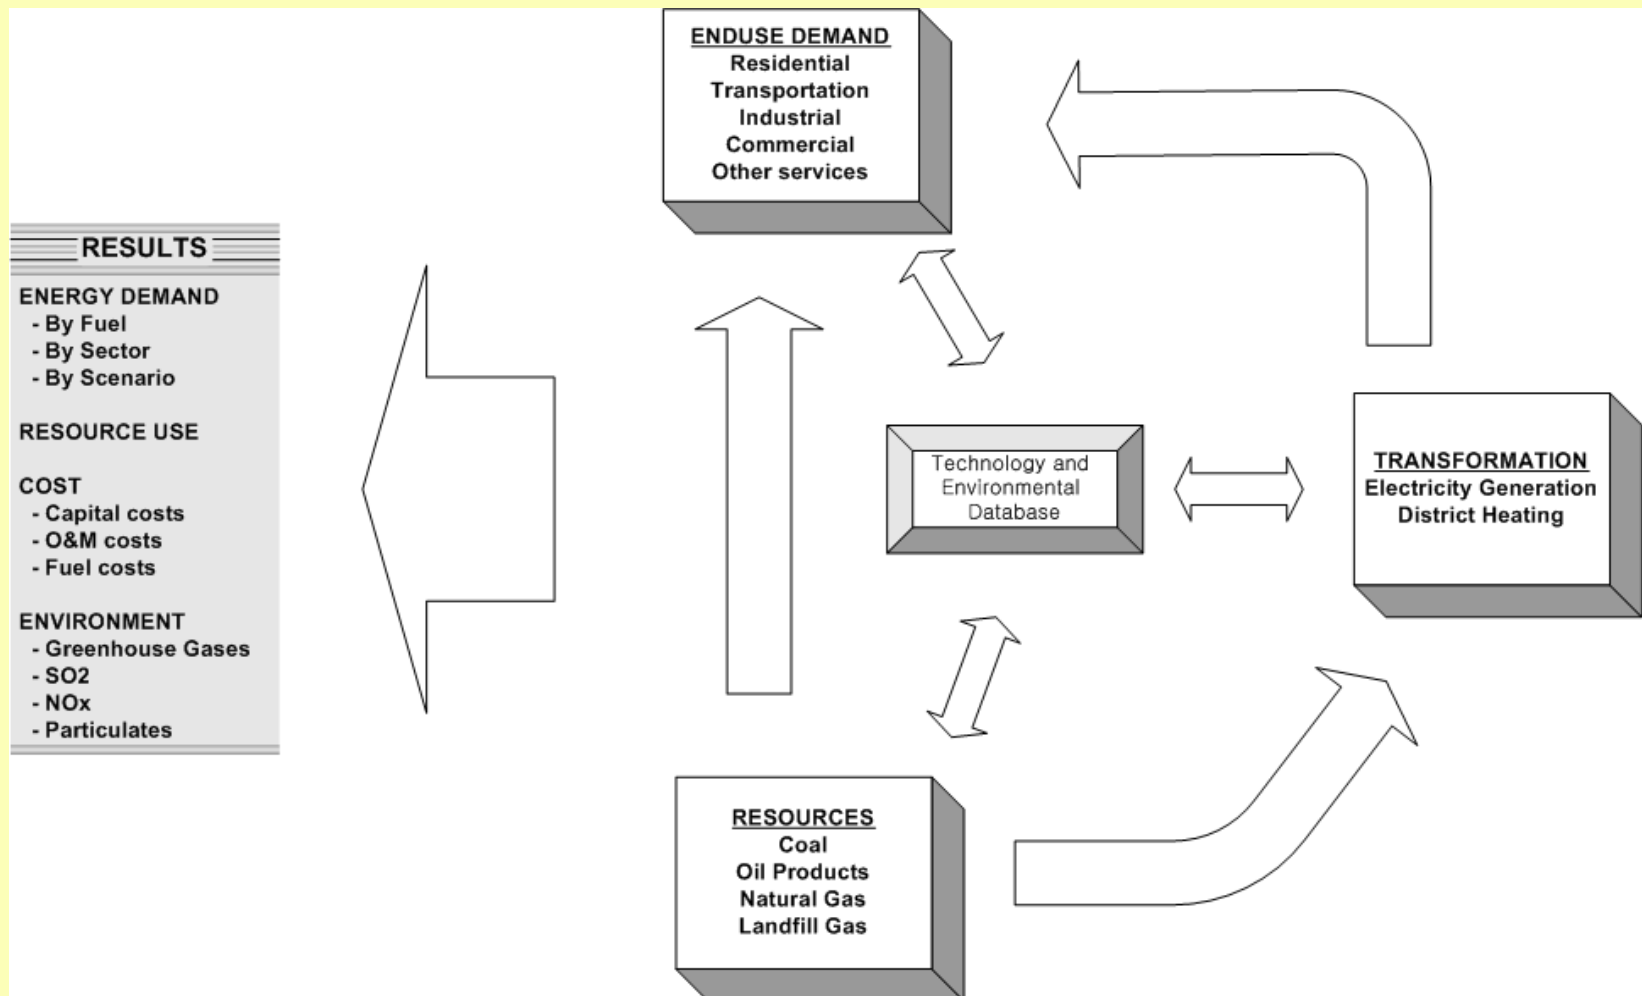 ENDUSE DEMAND
Residential
Transportation
Industrial
Commercial
Other services
RESULTS
ENERGY DEMAND
- By Fuel
- By Sector
- By Scenario
RESOURCE USE
COST
- Capital costs
- O&M costs
- Fuel costs
ENVIRONMENT
- Greenhouse Gases
- SO2
- NOx
- Particulates
Technology and
Environmental
Database
TRANSFORMATION
Electricity Generation
District Heating
RESOURCES
Coal
Oil Products
Natural Gas
Landfill Gas